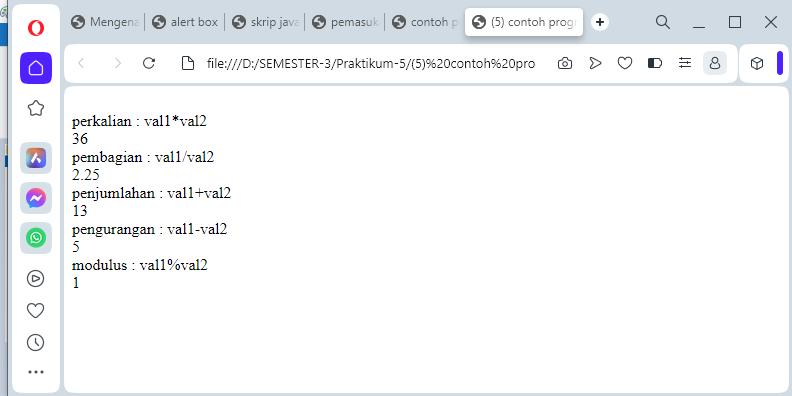 Mengena
alert box
skrip java
pemasuk
contoh p
(5) contoh prog
file:///D:/SEMESTER-3/Praktikum-5/(5)%20contoh%20pro
perkalian : val1*val2
36
pembagian : val1/val2
2.25
penjumlahan : val1+val2
13
pengurangan : val1-val2
5
modulus : val1%val2
1